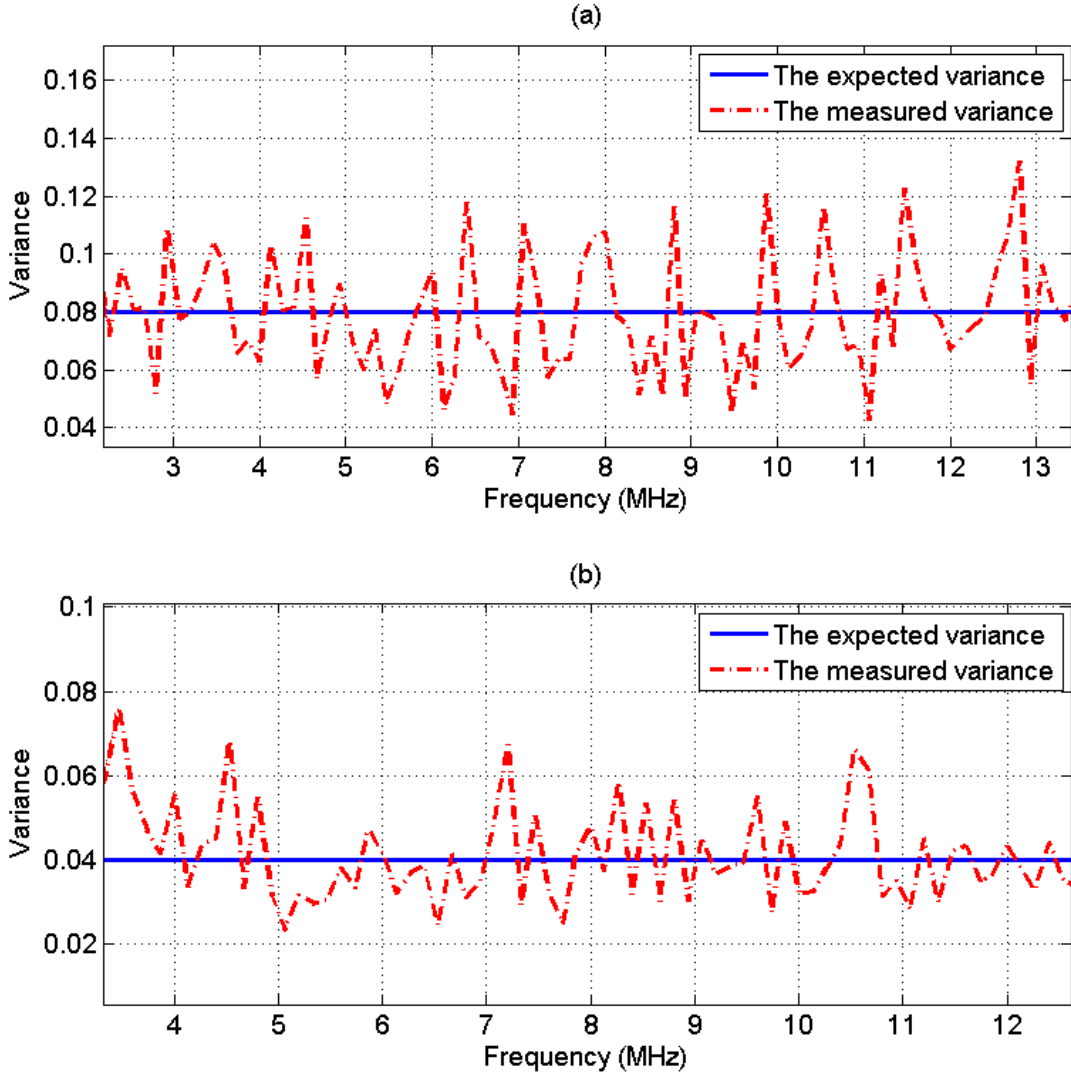 (a)
0.16
0.14
0.12
0.1
0.08
0.06
0.04
Variance
The expected variance
The measured variance
3 4 5 6 7 8 9 10 11 12 13
Frequency (MHz)
(b)
0.1
0.08
0.06
0.04
0.02
Variance
The expected variance
The measured variance
4 5 6 7 8 9 10 11 12
Frequency (MHz)